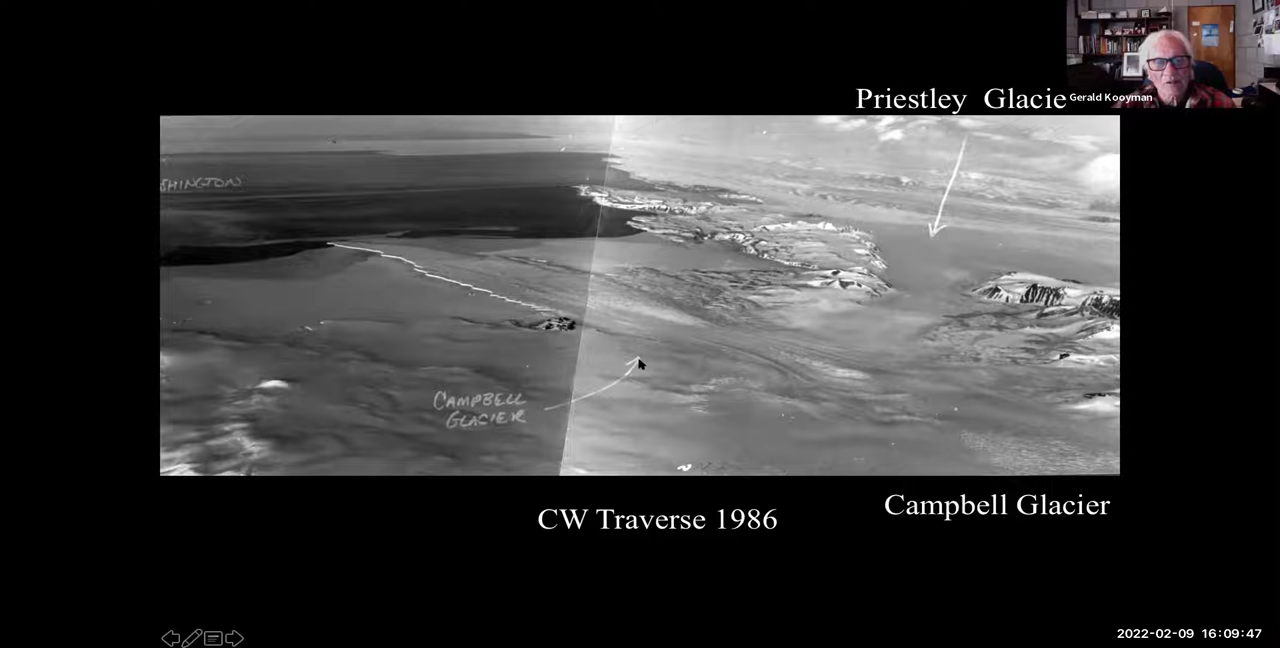 Priestley Glacie
Gerald Kooyman
SHINGTON
CAMPBELL
GLACIER
Campbell Glacier
CW Traverse 1986
2022-02-09 16:09:47